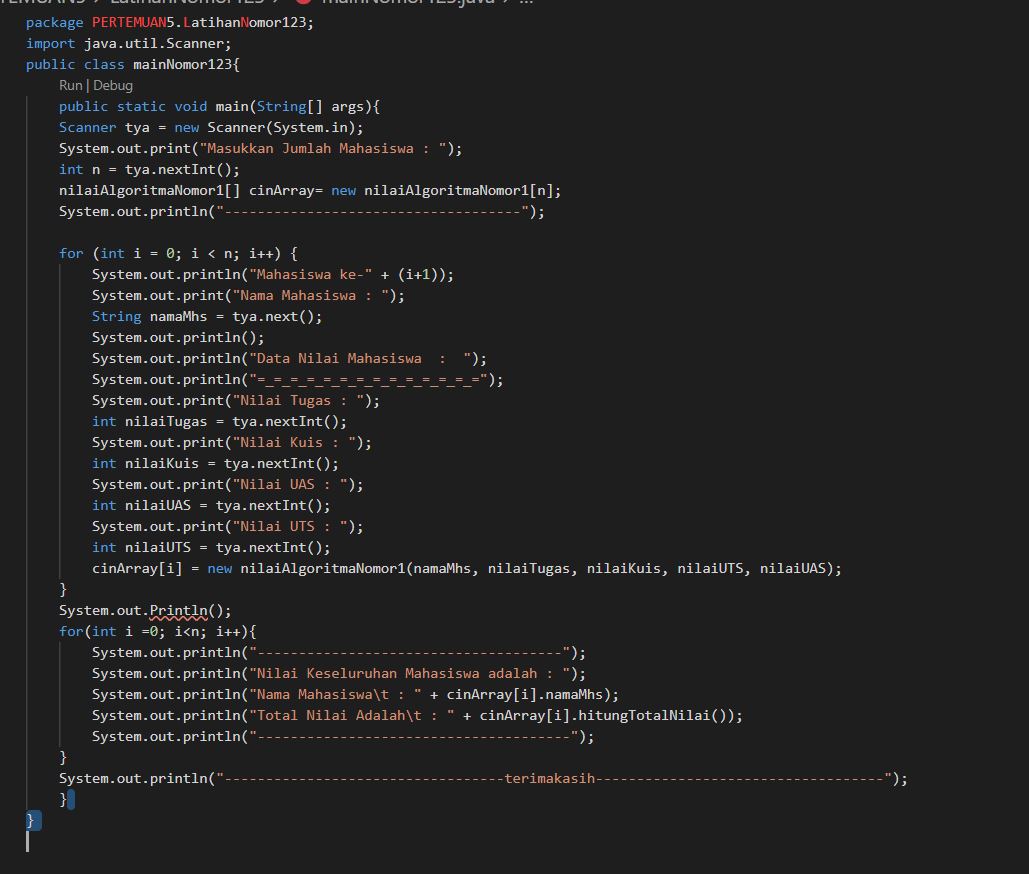 package PERTEMUAN5.LatihanNomor123;
import java.util.Scanner;
public class mainNomor123{
Run | Debug
public static void main(String[] args){
Scanner tya = new Scanner(System.in);
System.out.print("Masukkan Jumlah Mahasiswa : ");
int n = tya.nextInt();
nilaiAlgoritmaNomor1[] cinArray= new nilaiAlgoritmaNomor1[n];
System.out.println("------------------------------------");
for (int i = 0; i < n; i++) {
System.out.println("Mahasiswa ke-" + (i+1));
System.out.print("Nama Mahasiswa : ");
String namaMhs = tya.next();
System.out.println();
System.out.println("Data Nilai Mahasiswa  :  ");
System.out.println("=_=_=_=_=_=_=_=_=_=_=_=_=_=");
System.out.print("Nilai Tugas : ");
int nilaiTugas = tya.nextInt();
System.out.print("Nilai Kuis : ");
int nilaiKuis = tya.nextInt();
System.out.print("Nilai UAS : ");
int nilaiUAS = tya.nextInt();
System.out.print("Nilai UTS : ");
int nilaiUTS = tya.nextInt();
cinArray[i] = new nilaiAlgoritmaNomor1(namaMhs, nilaiTugas, nilaiKuis, nilaiUTS, nilaiUAS);
}
System.out.Println();
for(int i =0; i<n; i++){
System.out.println("-------------------------------------");
System.out.println("Nilai Keseluruhan Mahasiswa adalah : ");
System.out.println("Nama Mahasiswa\t : " + cinArray[i].namaMhs);
System.out.println("Total Nilai Adalah\t : " + cinArray[i].hitungTotalNilai());
System.out.println("--------------------------------------");
}
System.out.println("----------------------------------terimakasih-----------------------------------");
}
}